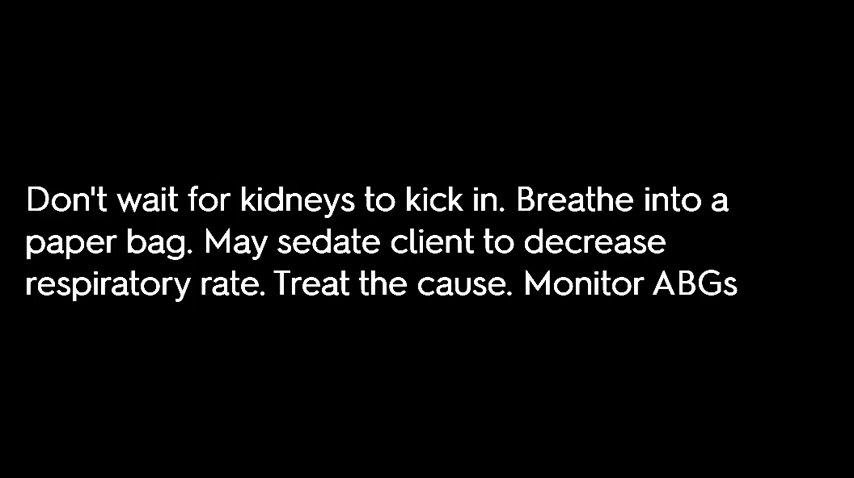 Don't wait for kidneys to kick in. Breathe into a
paper bag. May sedate client to decrease
respiratory rate. Treat the cause. Monitor ABGs